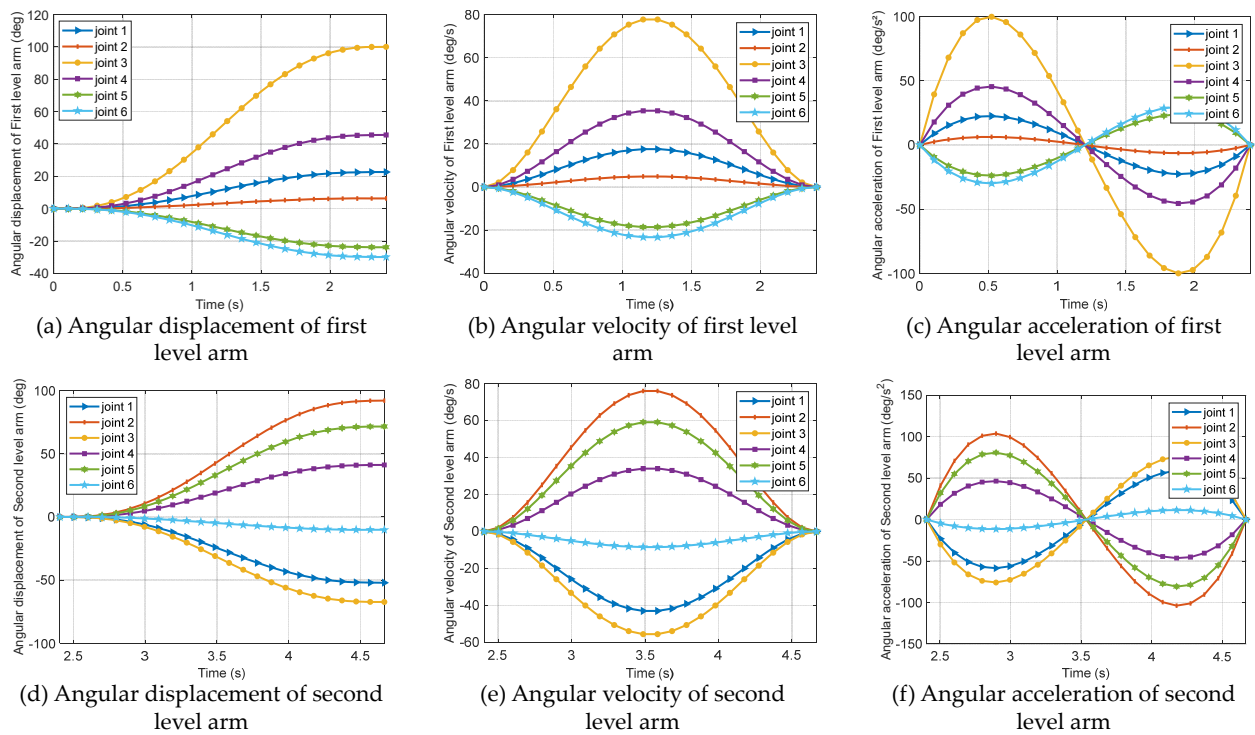 Angular displacement of First level arm (deg)
120
100
80
60
40
20
0
-20
-40
0
0.5
1
1.5
2
Time (s)
joint 1
joint 2
joint 3
joint 4
joint 5
joint 6
(a) Angular displacement of first
level arm
Angular velocity of First level arm (deg/s)
80
60
40
20
0
20
40
0
0.5
1
1.5
2
Time (s)
joint 1
joint 2
joint 3
joint 4
joint 5
joint 6
(b) Angular velocity of first level
arm
Angular acceleration of First level arm (deg/s²)
100
50
0
-50
-100
0
0.5
1
1.5
2
Time (s)
joint 1
joint 2
joint 3
joint 4
joint 5
joint 6
(c) Angular acceleration of first
level arm
Angular displacement of Second level arm (deg)
100
50
0
-50
-100
2.5
3
3.5
4
4.5
Time (s)
joint 1
joint 2
joint 3
joint 4
joint 5
joint 6
(d) Angular displacement of second
level arm
Angular velocity of Second level arm (deg/s)
80
60
40
20
0
-20
-40
60
2.5
3
3.5
4
4.5
Time (s)
joint 1
joint 2
joint 3
joint 4
joint 5
joint 6
(e) Angular velocity of second
level arm
Angular acceleration of Second level arm (deg/s²)
150
100
50
0
-50
-100
-150
2.5
3
3.5
4
4.5
Time (s)
joint 1
joint 2
joint 3
joint 4
joint 5
joint 6
(f) Angular acceleration of second
level arm